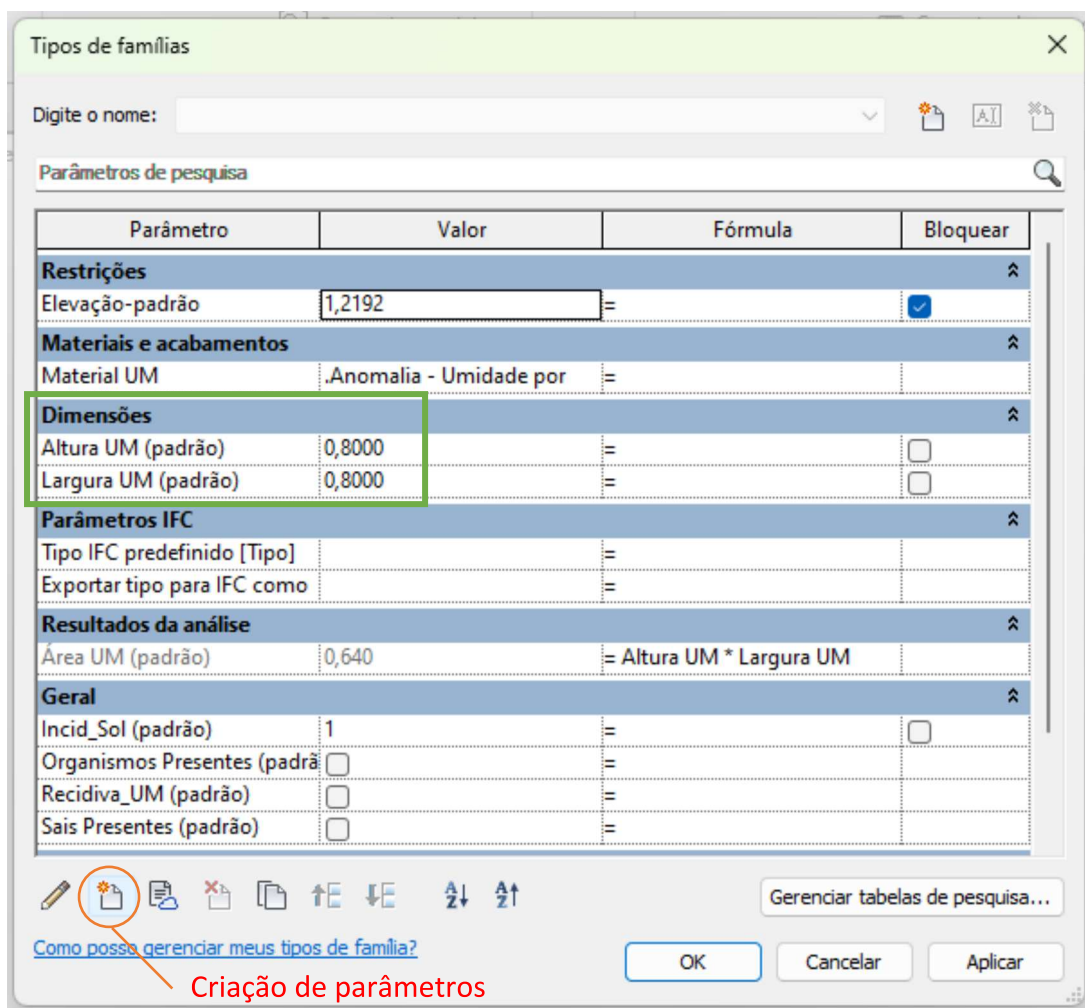 Tipos de famílias
Digite o nome:
Parâmetros de pesquisa
Parâmetro Valor Fórmula Bloquear
Restrições
Elevação-padrão 1,2192 =
Materiais e acabamentos
Material UM .Anomalia - Umidade por =
Dimensões
Altura UM (padrão) 0,8000 =
Largura UM (padrão) 0,8000 =
Parâmetros IFC
Tipo IFC predefinido [Tipo] =
Exportar tipo para IFC como =
Resultados da análise
Área UM (padrão) 0,640 = Altura UM * Largura UM
Geral
Incid_Sol (padrão) 1 =
Organismos Presentes (padrã =
Recidiva_UM (padrão) =
Sais Presentes (padrão) =
Gerenciar tabelas de pesquisa...
Como posso gerenciar meus tipos de família?
OK Cancelar Aplicar
Criação de parâmetros